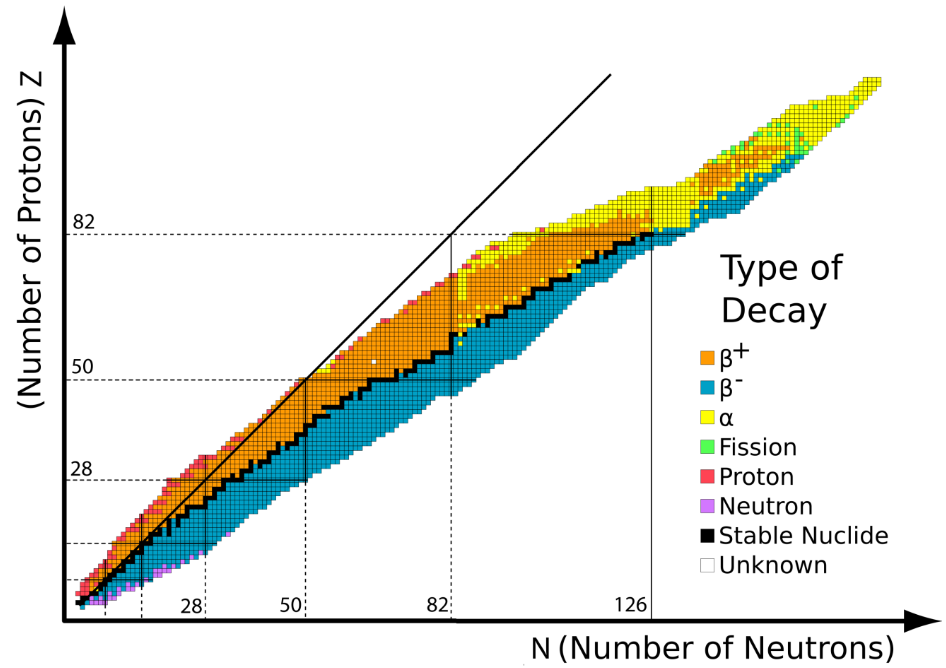 (Number of Protons) Z
82
50
28
28
50
82
126
N (Number of Neutrons)
Type of
Decay
β+
β-
α
Fission
Proton
Neutron
Stable Nuclide
Unknown